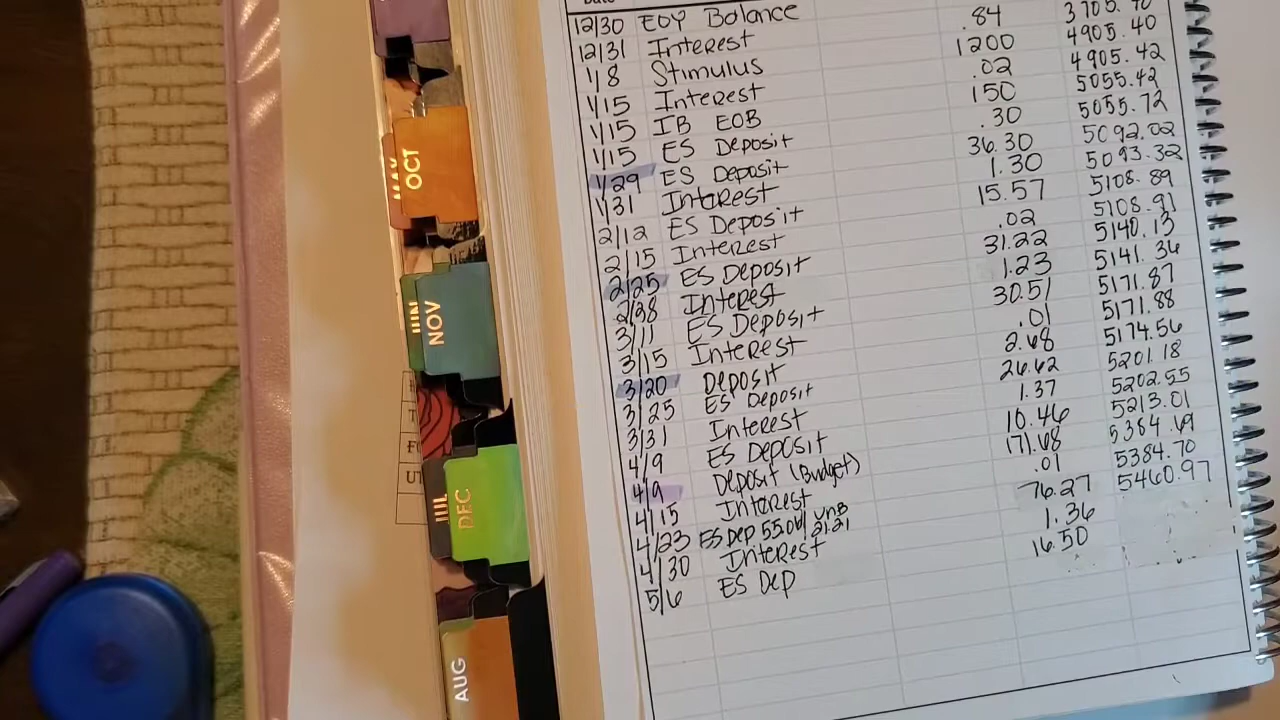 12/30 EOY Balance
12/31 Interest .84 3705.40
1/8 Stimulus 1200 4905.40
1/15 Interest .02 4905.42
1/15 IB EOB 150 5055.42
1/15 ES Deposit .30 5055.72
1/29 ES Deposit 36.30 5092.02
1/31 Interest 1.30 5093.32
2/12 ES Deposit 15.57 5108.89
2/15 Interest .02 5108.91
2/25 ES Deposit 31.22 5140.13
2/28 Interest 1.23 5141.36
3/11 ES Deposit 30.51 5171.87
3/15 Interest .01 5171.88
3/20 Deposit 2.68 5174.56
3/25 ES Deposit 26.62 5201.18
3/31 Interest 1.37 5202.55
4/9 ES Deposit 10.46 5213.01
4/9 Deposit (Budget) 171.68 5384.69
4/15 Interest .01 5384.70
4/23 ES Dep 76.27 5460.97
4/30 Interest 1.36
5/6 ES Dep 16.50
OCT
NOV
DEC
AUG